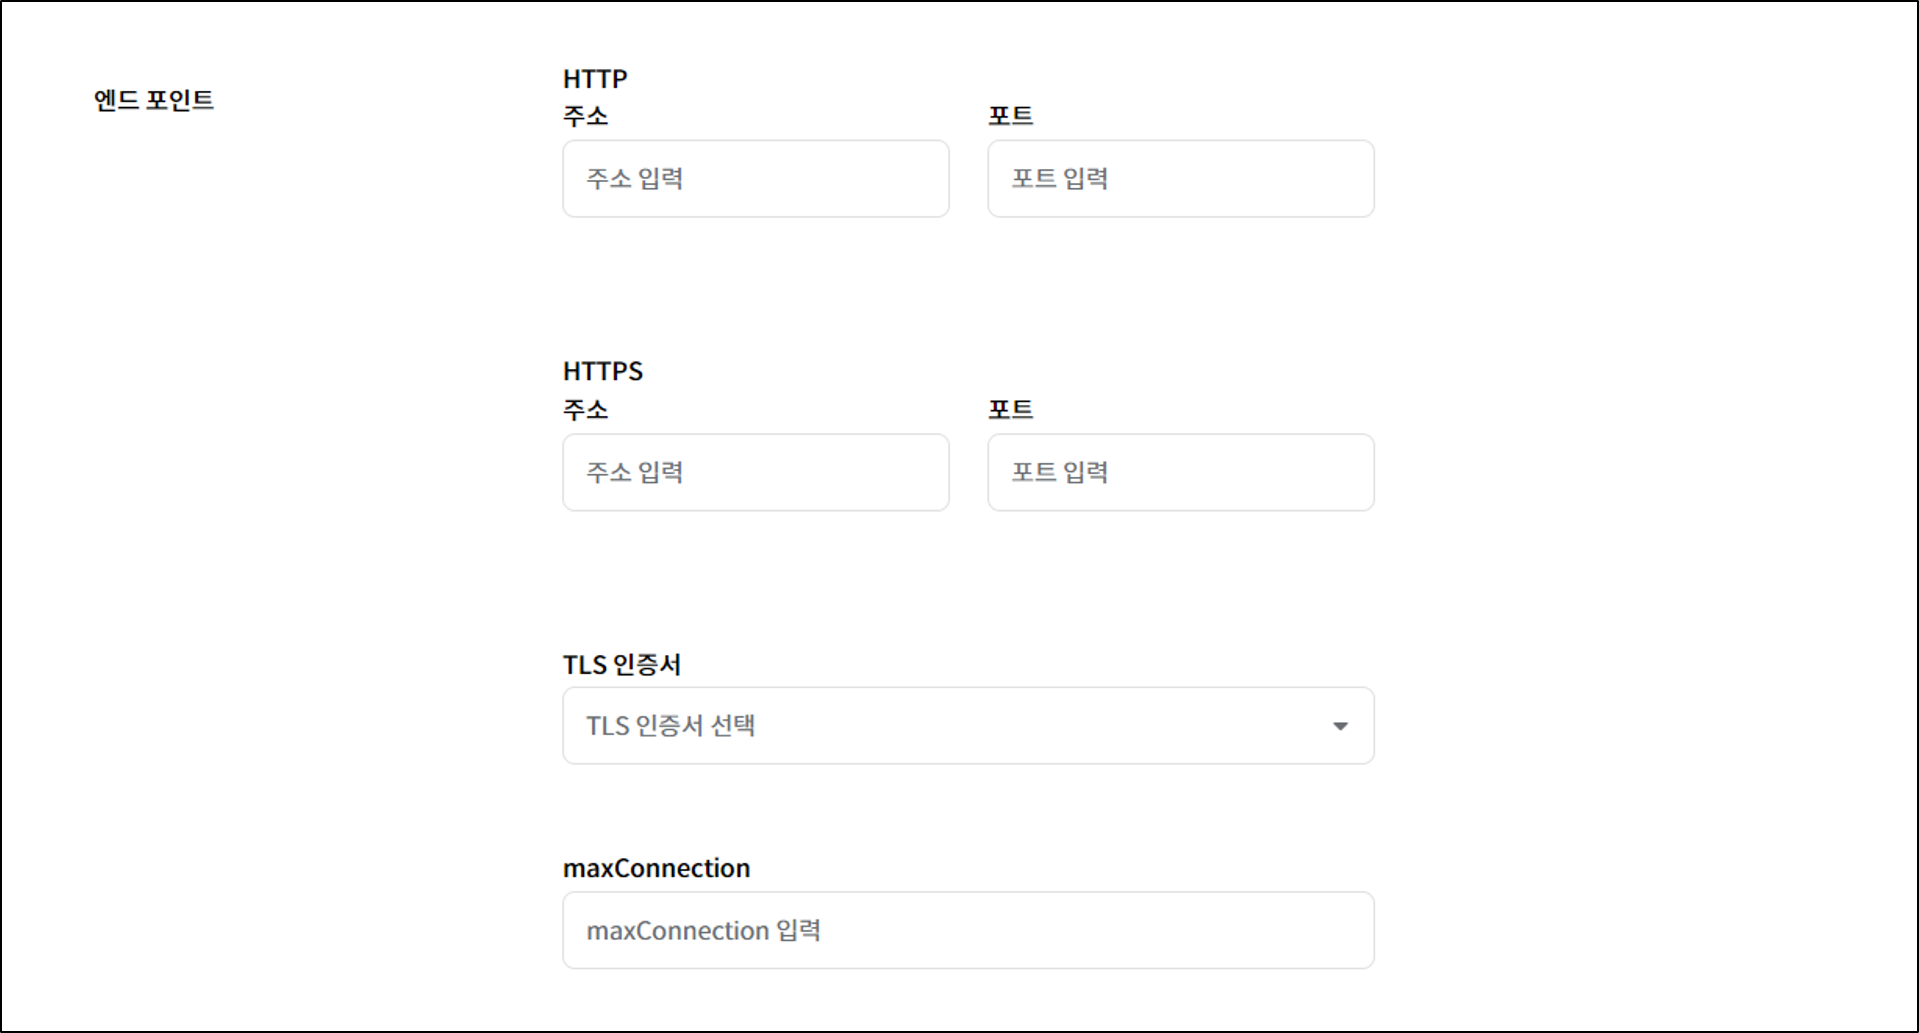 엔드 포인트
HTTP
주소
포트
주소 입력
포트 입력
HTTPS
주소
포트
주소 입력
포트 입력
TLS 인증서
TLS 인증서 선택
maxConnection
maxConnection 입력